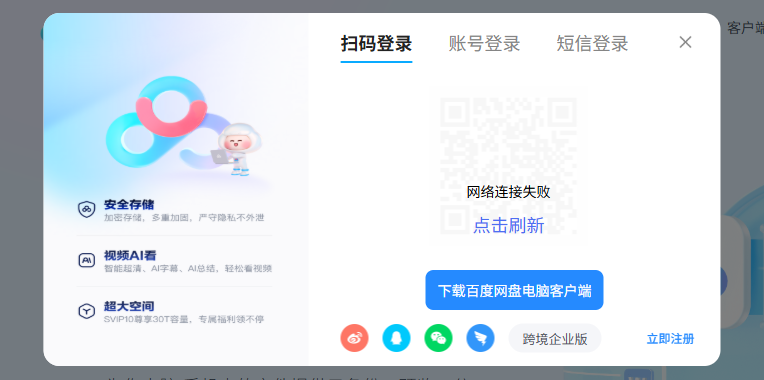 客户端
扫码登录
账号登录
短信登录
网络连接失败
点击刷新
安全存储
加密存储，多重加固，严守隐私不外泄
视频AI看
智能超清、AI字幕、AI总结，轻松看视频
超大空间
SVIP10尊享30T容量，专属福利领不停
下载百度网盘电脑客户端
跨境企业版
立即注册